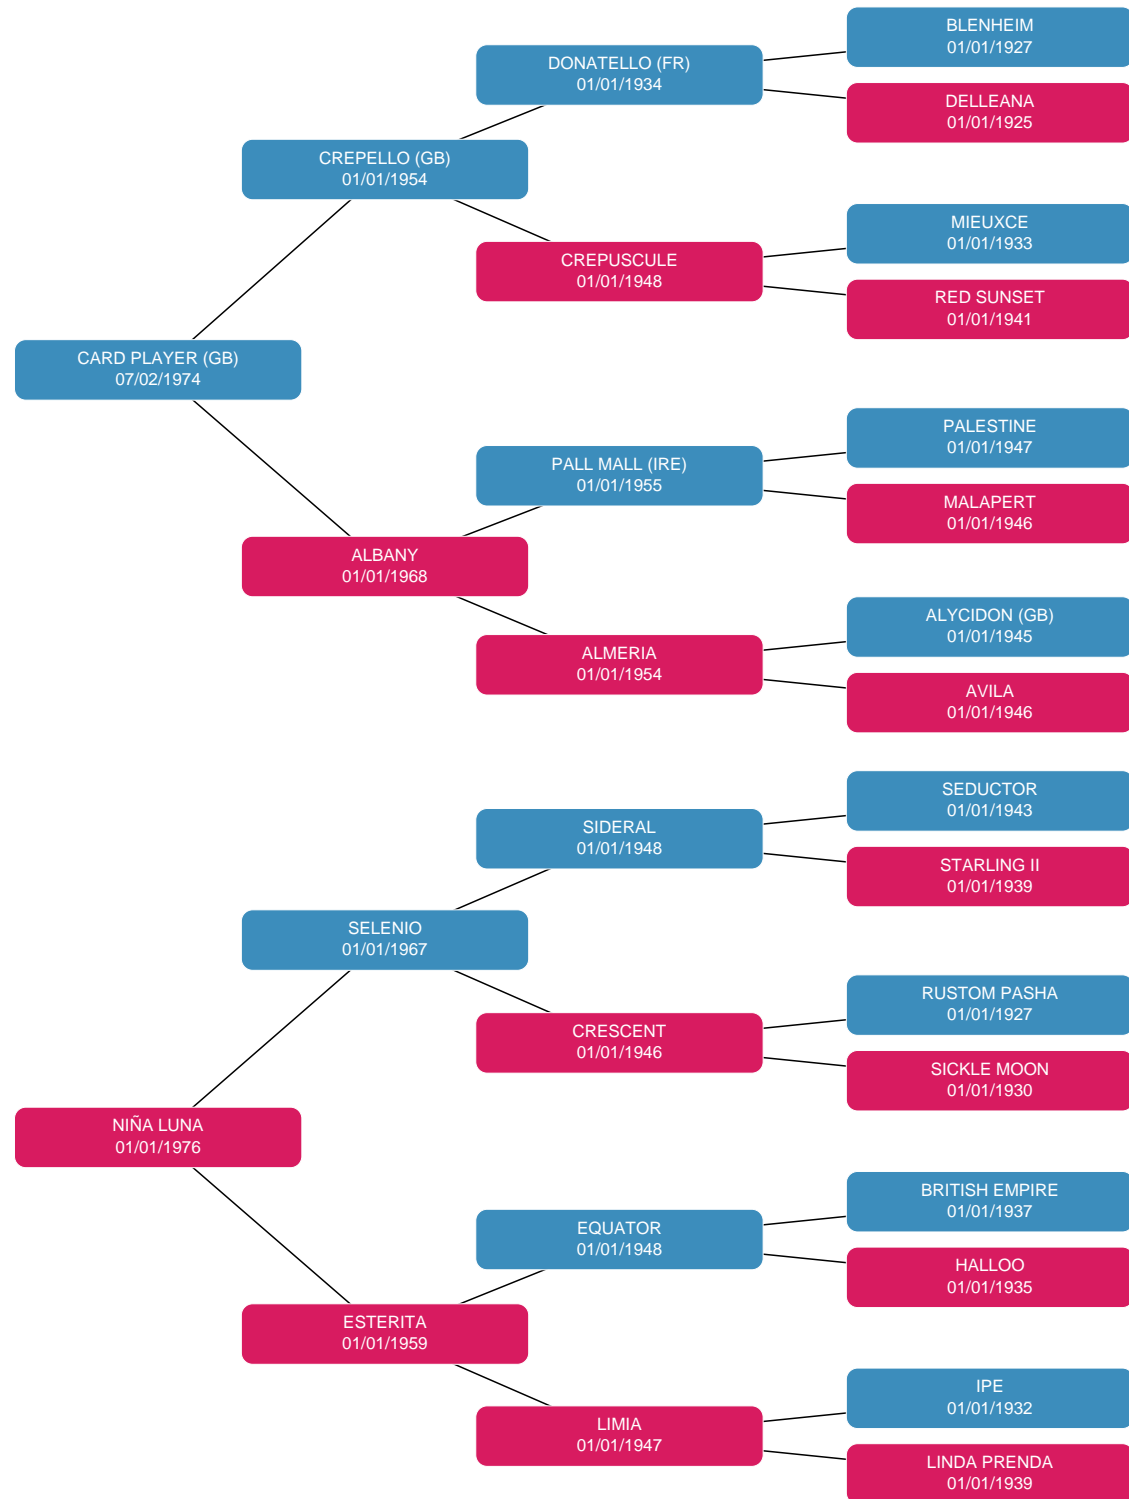 BLENHEIM
01/01/1927
DONATELLO (FR)
01/01/1934
DELLEANA
01/01/1925
CREPELLO (GB)
01/01/1954
MIEUXCE
01/01/1933
CREPUSCULE
01/01/1948
RED SUNSET
01/01/1941
CARD PLAYER (GB)
07/02/1974
PALESTINE
01/01/1947
PALL MALL (IRE)
01/01/1955
MALAPERT
01/01/1946
ALBANY
01/01/1968
ALYCIDON (GB)
01/01/1945
ALMERIA
01/01/1954
AVILA
01/01/1946
SEDUCTOR
01/01/1943
SIDERAL
01/01/1948
STARLING II
01/01/1939
SELENIO
01/01/1967
RUSTOM PASHA
01/01/1927
CRESCENT
01/01/1946
SICKLE MOON
01/01/1930
NIÑA LUNA
01/01/1976
BRITISH EMPIRE
01/01/1937
EQUATOR
01/01/1948
HALLOO
01/01/1935
ESTERITA
01/01/1959
IPE
01/01/1932
LIMIA
01/01/1947
LINDA PRENDA
01/01/1939